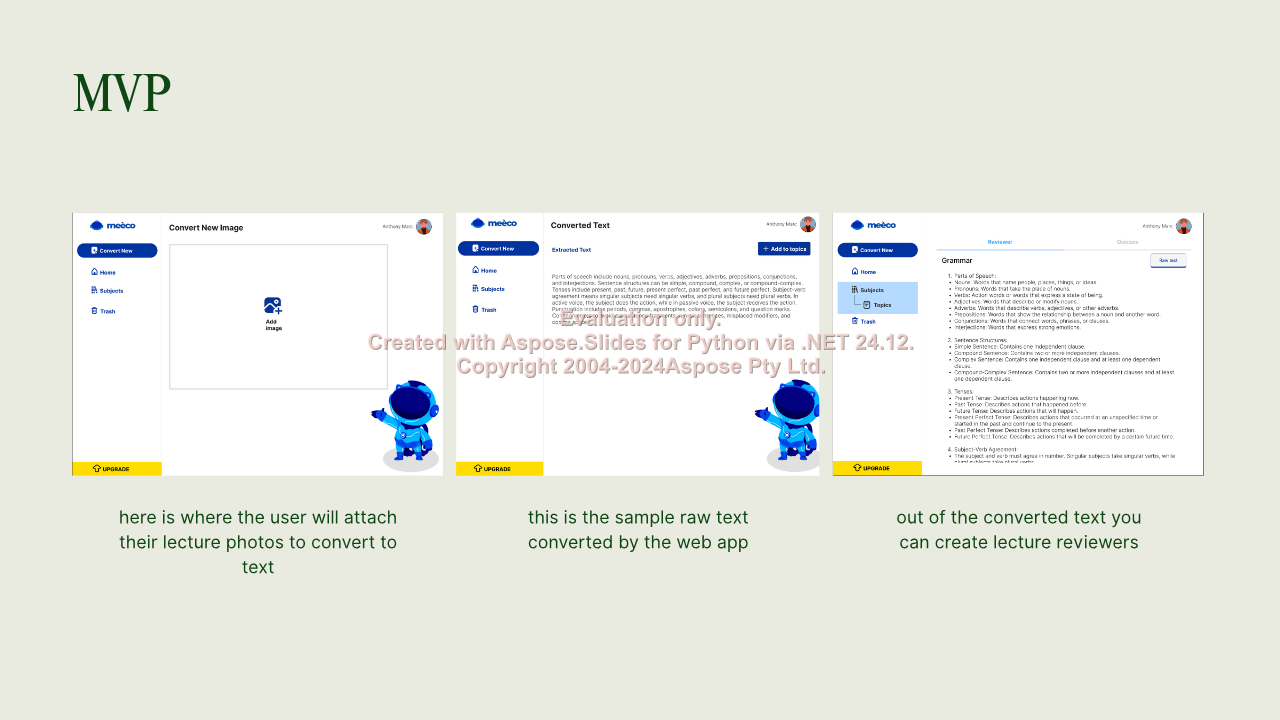 MVP
meèco
Convert New
Home
Subjects
Trash
UPGRADE
Convert New Image
Anthony Marc
Add
image
meèco
Convert New
Home
Subjects
Trash
UPGRADE
Converted Text
Anthony Marc
Extracted Text
+ Add to topics
Parts of speech include nouns, pronouns, verbs, adjectives, adverbs, prepositions, conjunctions,
and interjections. Sentence structures can be simple, compound, complex, or compound-complex.
Tenses include present, past, future, present perfect, past perfect, and future perfect. Subject-verb
agreement means singular subjects need singular verbs, and plural subjects need plural verbs. In
active voice, the subject does the action, while in passive voice, the subject receives the action.
Punctuation includes periods, commas, apostrophes, colons, semicolons, and question marks.
misplaced modifiers, and
meèco
Convert New
Home
Subjects
Topics
Trash
UPGRADE
Anthony Marc
Reviewer
Quizzes
Grammar
Raw text
1. Parts of Speech:
• Nouns: Words that name people, places, things, or ideas
• Pronouns: Words that take the place of nouns.
• Verbs: Action words or words that express a state of being.
• Adjectives: Words that describe or modify nouns.
• Adverbs: Words that describe verbs, adjectives, or other adverbs.
• Prepositions: Words that show the relationship between a noun and another word.
• Conjunctions: Words that connect words, phrases, or clauses.
• Interjections: Words that express strong emotions.
2. Sentence Structures:
• Simple Sentence: Contains one independent clause.
• Compound Sentence: Contains two or more independent clauses.
• Complex Sentence: Contains one independent clause and at least one dependent
clause.
• Compound-Complex Sentence: Contains two or more independent clauses and at least
one dependent clause.
3. Tenses:
• Present Tense: Describes actions happening now.
• Past Tense: Describes actions that happened before.
• Future Tense: Describes actions that will happen.
• Present Perfect Tense: Describes actions that occurred at an unspecified time or
started in the past and continue to the present.
• Past Perfect Tense: Describes actions completed before another action.
• Future Perfect Tense: Describes actions that will be completed by a certain future time.
4. Subject-Verb Agreement:
• The subject and verb must agree in number. Singular subjects take singular verbs, while
plural subjects take plural verbs.
Evaluation only.
Created with Aspose.Slides for Python via .NET 24.12.
Copyright 2004-2024Aspose Pty Ltd.
here is where the user will attach
their lecture photos to convert to
text
this is the sample raw text
converted by the web app
out of the converted text you
can create lecture reviewers